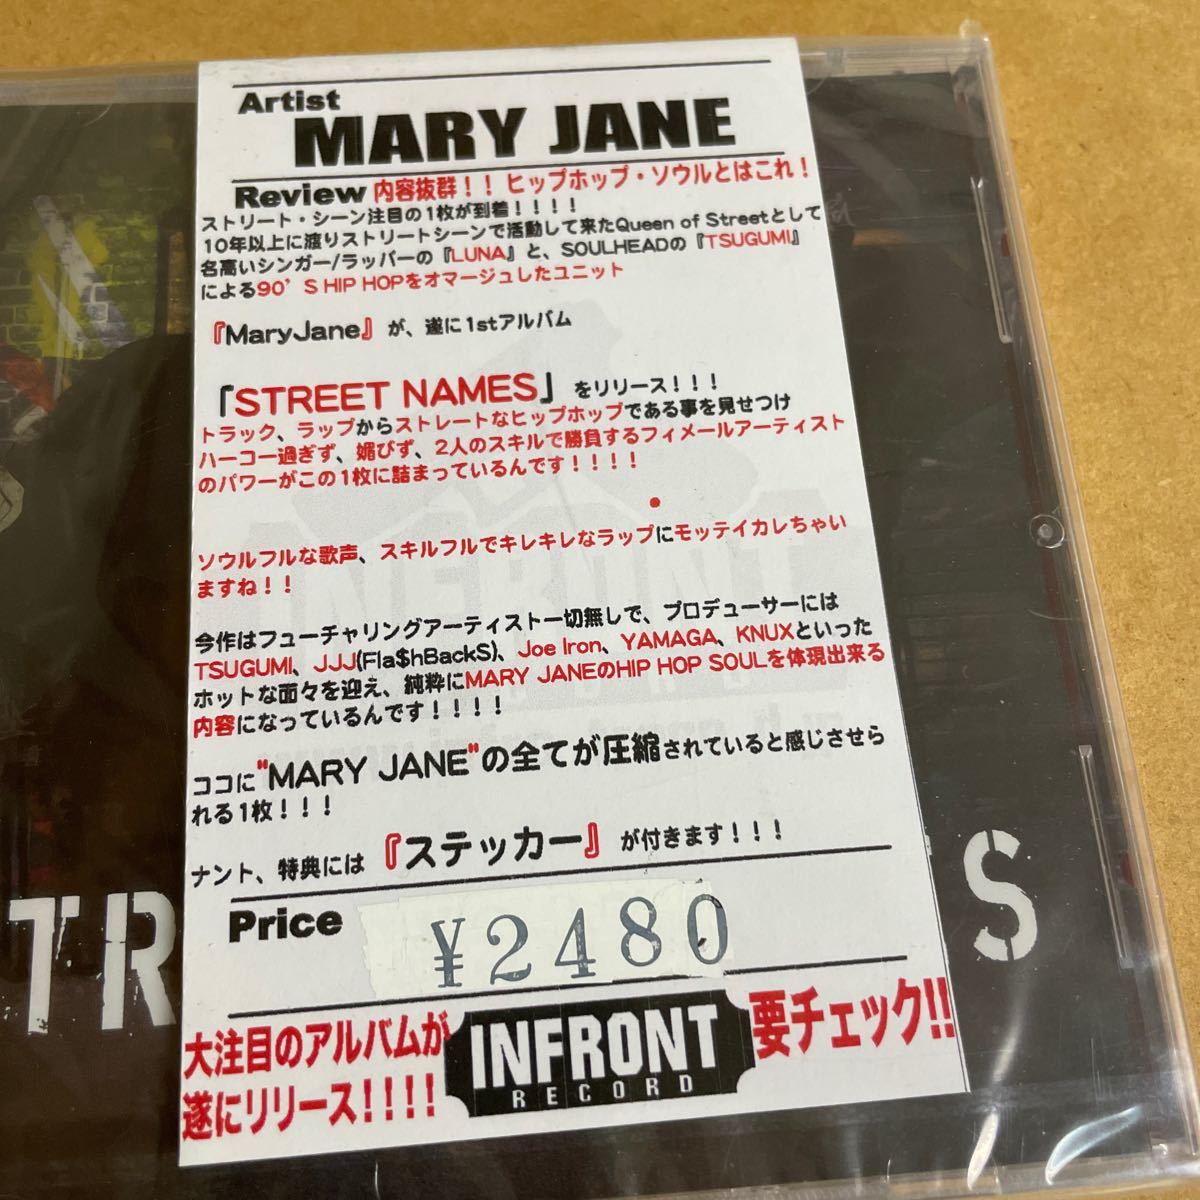 Artist
MARY JANE
Review 内容抜群！！ ヒップホップ・ソウルとはこれ！
ストリート・シーン注目の1枚が到着！！！！
10年以上に渡りストリートシーンで活動して来たQueen of Streetとして
名高いシンガー/ラッパーの『LUNA』と、SOULHEADの『TSUGUMI』
による90'S HIP HOPをオマージュしたユニット
『MaryJane』が、遂に1stアルバム
「STREET NAMES」をリリース！！！
トラック、ラップからストレートなヒップホップである事を見せつけ
ハーコー過ぎず、媚びず、2人のスキルで勝負するフィメールアーティスト
のパワーがこの1枚に詰まっているんです！！！！
ソウルフルな歌声、スキルフルでキレキレなラップにモッテイカレちゃい
ますね！！
今作はフューチャリングアーティスト一切無しで、プロデューサーには
TSUGUMI、JJJ(Fla$hBackS)、Joe Iron、YAMAGA、KNUXといった
ホットな面々を迎え、純粋にMARY JANEのHIP HOP SOULを体現出来る
内容になっているんです！！！！
ココに"MARY JANE"の全てが圧縮されていると感じさせら
れる1枚！！！
ナント、特典には『ステッカー』が付きます！！！
Price ¥2480
大注目のアルバムが
遂にリリース!!!!
INFRONT
RECORD
要チェック!!
TR
S